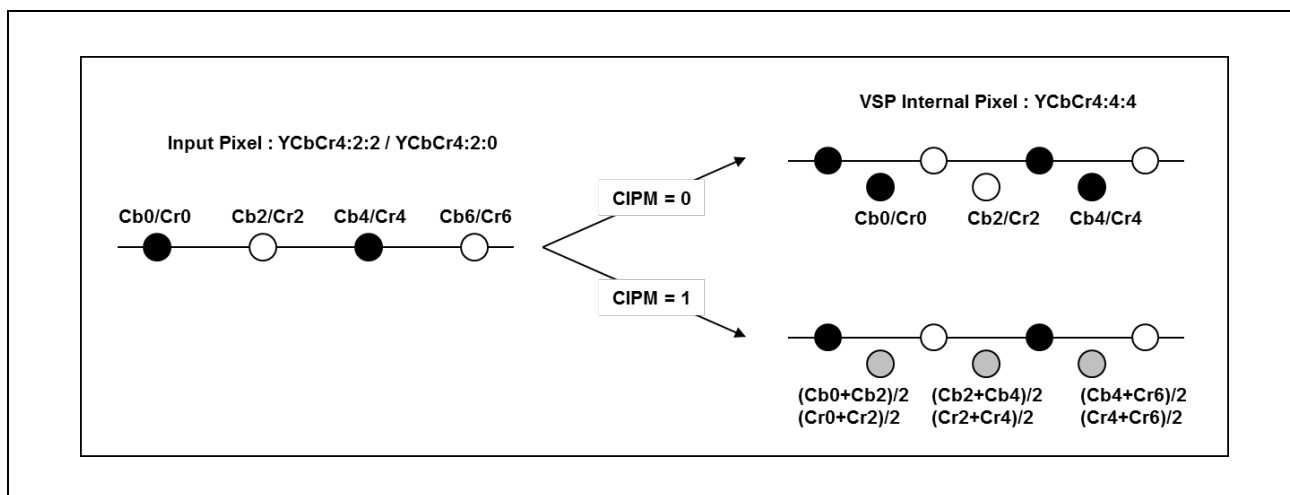 VSP Internal Pixel : YCbCr4:4:4
Input Pixel : YCbCr4:2:2 / YCbCr4:2:0
Cb0/Cr0 Cb2/Cr2 Cb4/Cr4 Cb6/Cr6
CIPM = 0
Cb0/Cr0 Cb2/Cr2 Cb4/Cr4
CIPM = 1
(Cb0+Cb2)/2 (Cb2+Cb4)/2 (Cb4+Cr6)/2
(Cr0+Cr2)/2 (Cr2+Cr4)/2 (Cr4+Cr6)/2